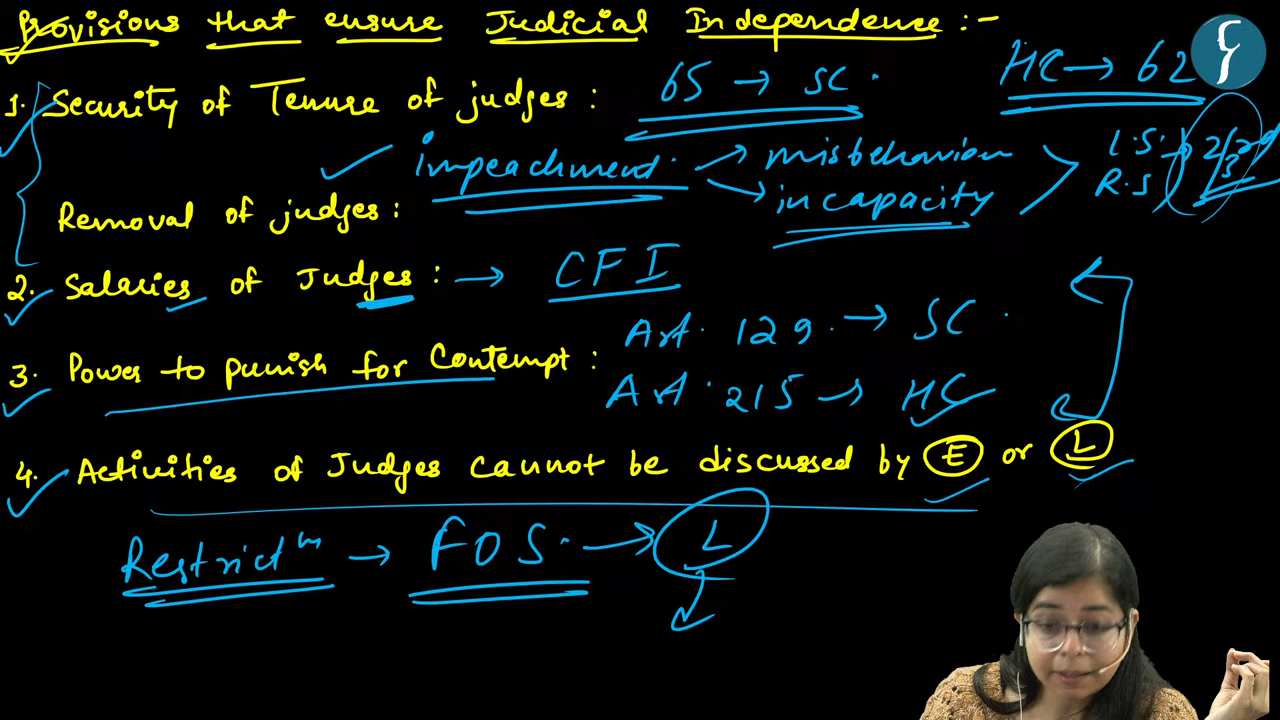 Provisions that ensure Judicial Independence :-
1. Security of Tenure of judges : 65 → SC. HC → 62
impeachment → misbehaviour L.S.
→ incapacity R.S 2/3rd
Removal of judges :
2. Salaries of Judges : → CFI
Art. 129. → SC.
3. Power to punish for Contempt :
Art. 215 → HC
4. Activities of Judges cannot be discussed by E or L
Restrictn → FOS. → L